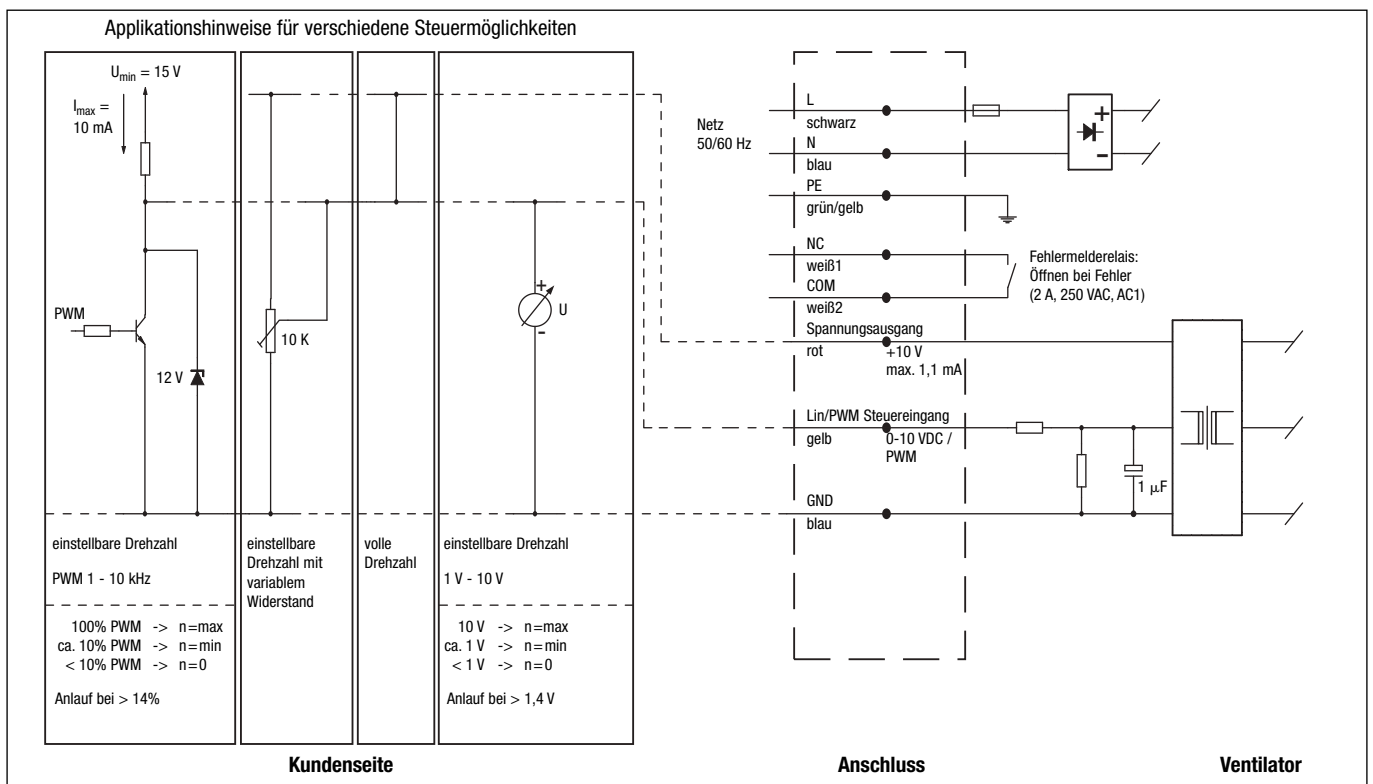 Applikationshinweise für verschiedene Steuermöglichkeiten
Umin = 15 V
Imax =
10 mA
PWM
12 V
einstellbare Drehzahl
PWM 1 - 10 kHz
100% PWM -> n=max
ca. 10% PWM -> n=min
< 10% PWM -> n=0
Anlauf bei > 14%
10 K
einstellbare
Drehzahl mit
variablem
Widerstand
volle
Drehzahl
+
U
-
einstellbare Drehzahl
1 V - 10 V
10 V -> n=max
ca. 1 V -> n=min
< 1 V -> n=0
Anlauf bei > 1,4 V
Kundenseite
Netz
50/60 Hz
L
schwarz
N
blau
PE
grün/gelb
NC
weiß1
COM
weiß2
Spannungsausgang
rot
+10 V
max. 1,1 mA
Lin/PWM Steuereingang
gelb
0-10 VDC /
PWM
GND
blau
Anschluss
+
-
Fehlermelderelais:
Öffnen bei Fehler
(2 A, 250 VAC, AC1)
1 µF
Ventilator